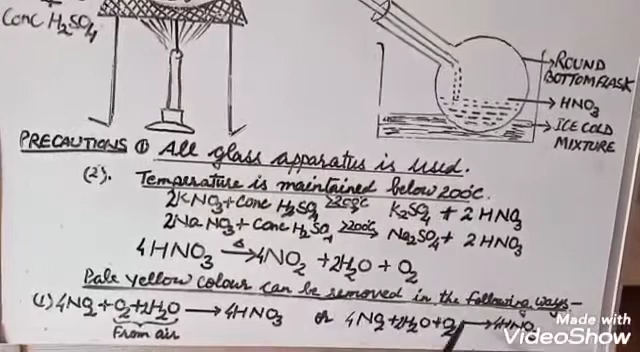 Conc H₂SO₄
ROUND
BOTTOM FLASK
HNO₃
ICE COLD
MIXTURE
PRECAUTIONS ① All glass apparatus is used.
(2). Temperature is maintained below 200°C.
2KNO₃ + Conc H₂SO₄ >200°C K₂SO₄ + 2HNO₃
2NaNO₃ + Conc H₂SO₄ >200°C Na₂SO₄ + 2HNO₃
4HNO₃ Δ→ 4NO₂ + 2H₂O + O₂
Pale yellow colour can be removed in the following ways—
(1) 4NO₂ + O₂ + 2H₂O → 4HNO₃ or 4NO₂ + 2H₂O + O₂ → 4HNO₃
From air
Made with
VideoShow